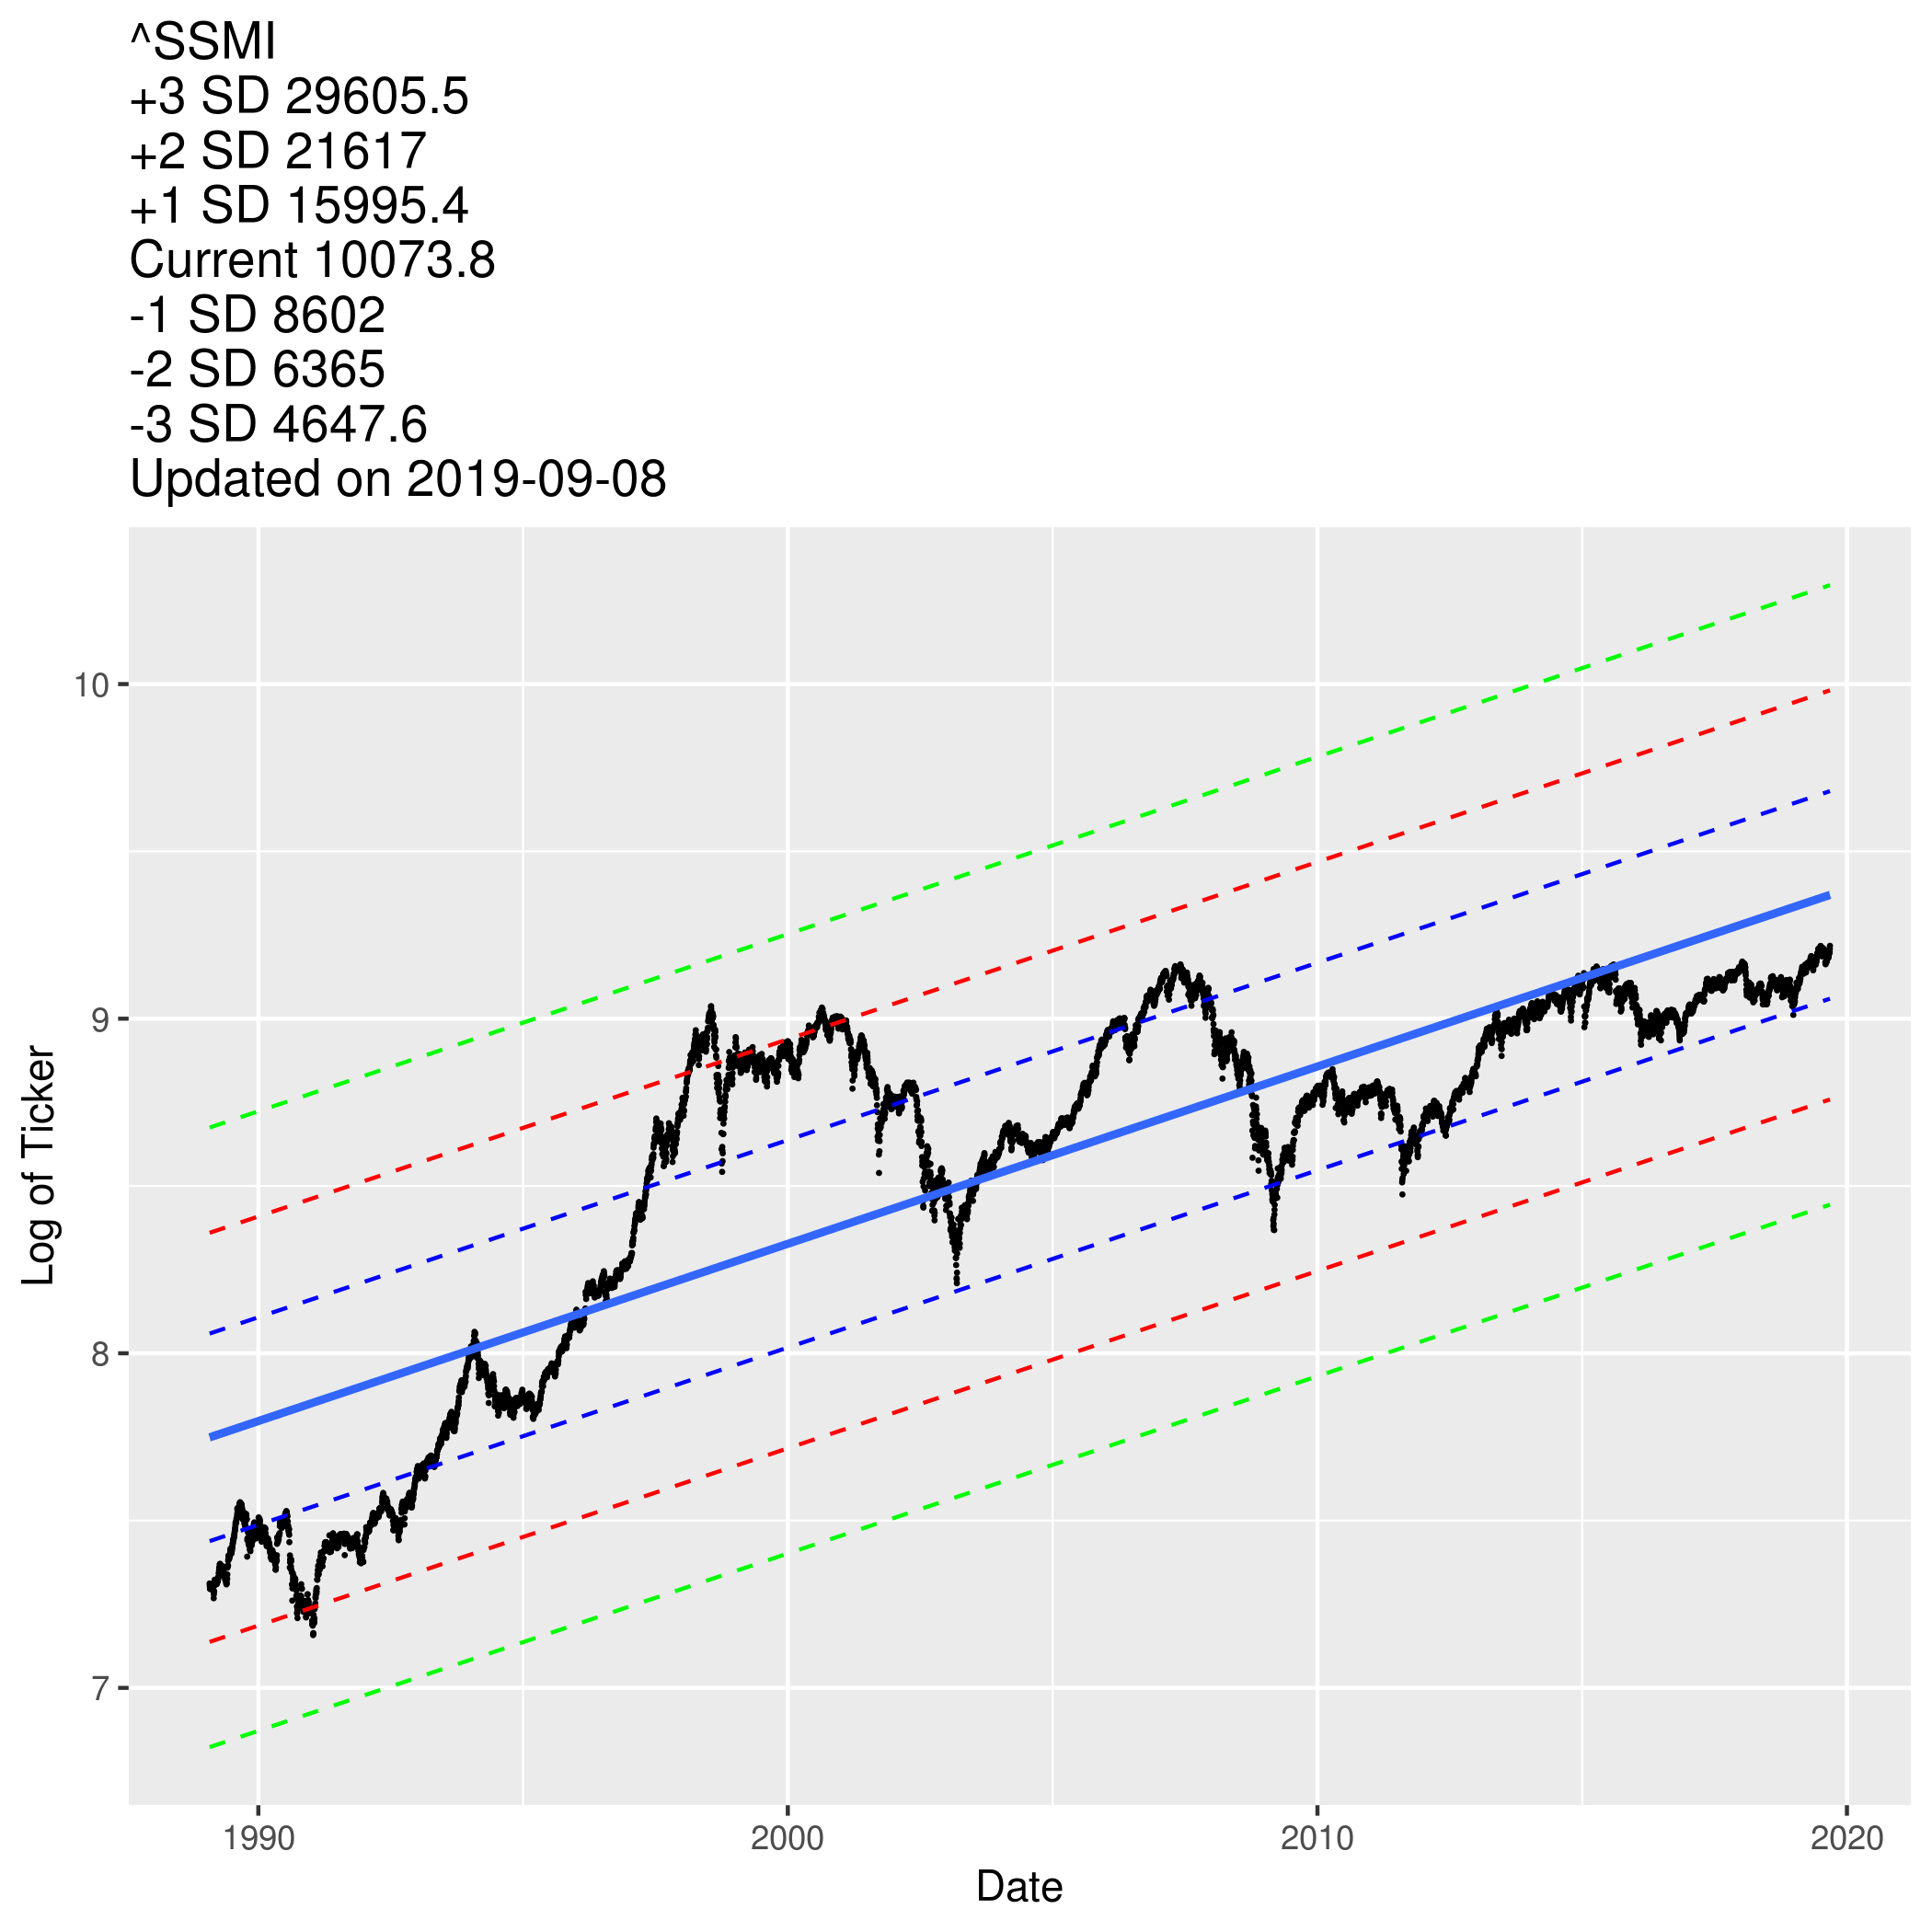 ^SSMI
+3 SD 29605.5
+2 SD 21617
+1 SD 15995.4
Current 10073.8
-1 SD 8602
-2 SD 6365
-3 SD 4647.6
Updated on 2019-09-08
10
9
8
7
Log of Ticker
1990 2000 2010 2020
Date